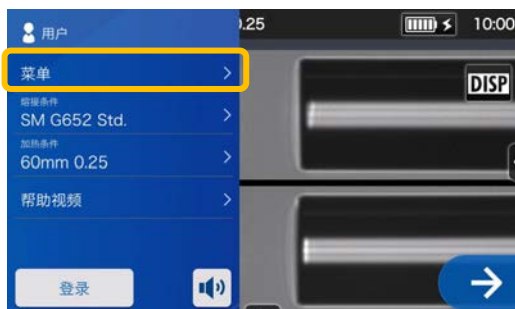 用户
.25
10:00
菜单
DISP
熔接条件
SM G652 Std.
加热条件
60mm 0.25
帮助视频
登录